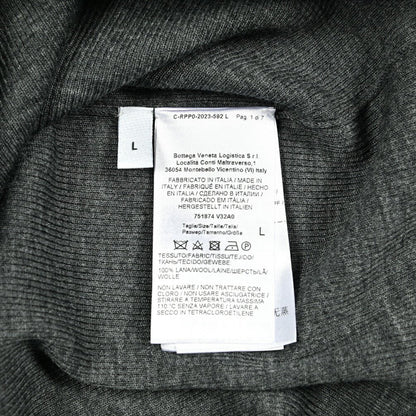 C-RPP0-2023-592 L Pag. 1 di 7
L
Bottega Veneta Logistica S.r.l.
Località Conti Maltraverso,1
36054 Montebello Vicentino (VI) Italy
FABBRICATO IN ITALIA / MADE IN
ITALY / FABRIQUÉ EN ITALIE / HECHO
EN ITALIA / СДЕЛАНО В ИТАЛИИ /
HERGESTELLT IN ITALIEN
751874 V32A0
Taglia/Size/Taille/Talla/
Размер/Tamanho/Größe
L
TESSUTO/FABRIC/TISSU/TEJIDO/
ТКАНЬ/TECIDO/GEWEBE
100% LANA/WOOL/LAINE/ШЕРСТЬ/LÃ/
WOLLE
NON LAVARE / NON TRATTARE CON
CLORO / NON USARE ASCIUGATRICE /
STIRARE A TEMPERATURA MASSIMA
110 °C SENZA VAPORE / LAVARE A
SECCO IN TETRACLOROETILENE
无蒸